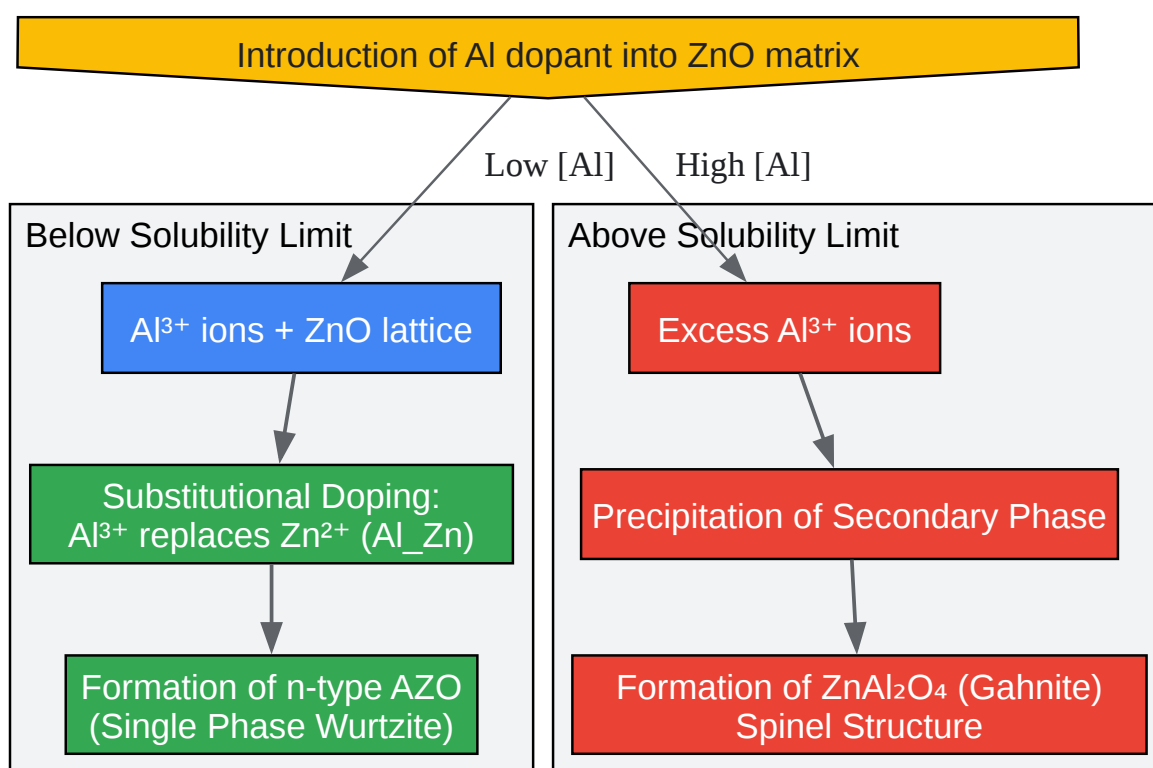 Introduction of Al dopant into ZnO matrix
Low [Al]
High [Al]
Below Solubility Limit
Al³⁺ ions + ZnO lattice
Substitutional Doping:
Al³⁺ replaces Zn²⁺ (Al_Zn)
Formation of n-type AZO
(Single Phase Wurtzite)
Above Solubility Limit
Excess Al³⁺ ions
Precipitation of Secondary Phase
Formation of ZnAl₂O₄ (Gahnite)
Spinel Structure